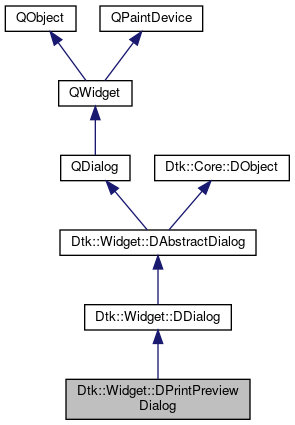 QObject
QPaintDevice
QWidget
QDialog
Dtk::Core::DObject
Dtk::Widget::DAbstractDialog
Dtk::Widget::DDialog
Dtk::Widget::DPrintPreview
Dialog